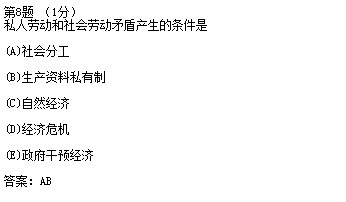 第8题 （1分）
私人劳动和社会劳动矛盾产生的条件是
(A)社会分工
(B)生产资料私有制
(C)自然经济
(D)经济危机
(E)政府干预经济
答案：AB